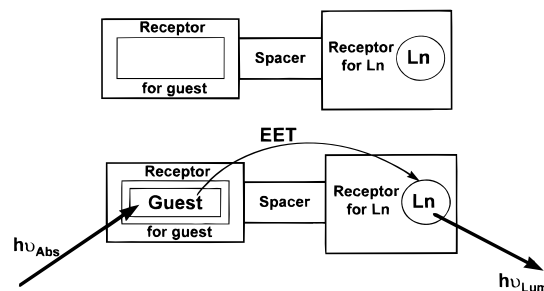 Receptor
for guest
Spacer
Receptor
for Ln
Ln
EET
Receptor
Guest
for guest
Spacer
Receptor
for Ln
Ln
hυAbs
hυLum